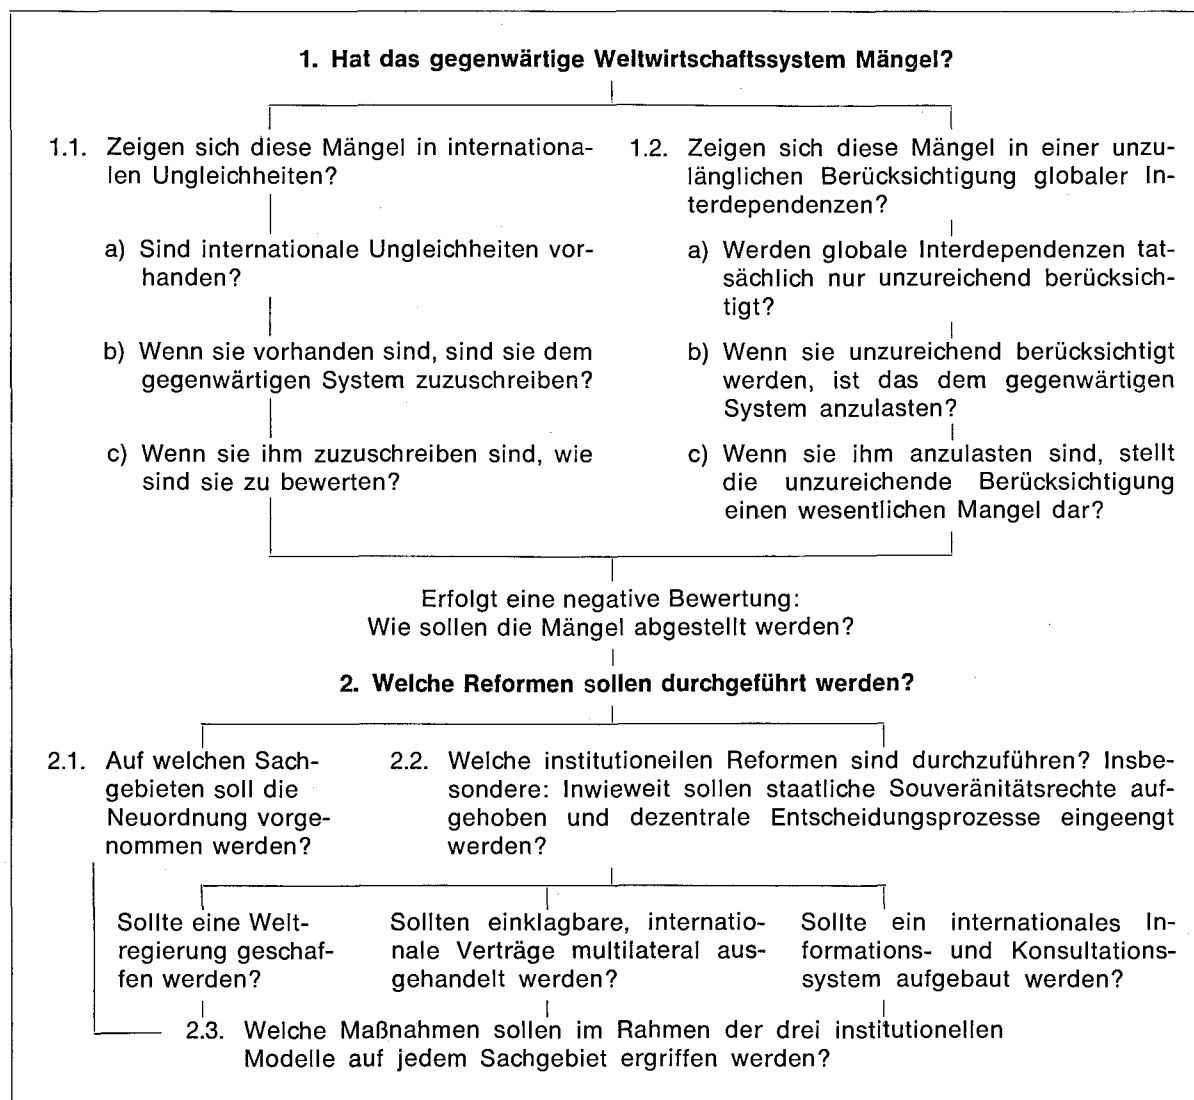 1. Hat das gegenwärtige Weltwirtschaftssystem Mängel?
1.1. Zeigen sich diese Mängel in internationa-
len Ungleichheiten?
a) Sind internationale Ungleichheiten vor-
handen?
b) Wenn sie vorhanden sind, sind sie dem
gegenwärtigen System zuzuschreiben?
c) Wenn sie ihm zuzuschreiben sind, wie
sind sie zu bewerten?
1.2. Zeigen sich diese Mängel in einer unzu-
länglichen Berücksichtigung globaler In-
terdependenzen?
a) Werden globale Interdependenzen tat-
sächlich nur unzureichend berücksich-
tigt?
b) Wenn sie unzureichend berücksichtigt
werden, ist das dem gegenwärtigen
System anzulasten?
c) Wenn sie ihm anzulasten sind, stellt
die unzureichende Berücksichtigung
einen wesentlichen Mangel dar?
Erfolgt eine negative Bewertung:
Wie sollen die Mängel abgestellt werden?
2. Welche Reformen sollen durchgeführt werden?
2.1. Auf welchen Sach-
gebieten soll die
Neuordnung vorge-
nommen werden?
2.2. Welche institutioneilen Reformen sind durchzuführen? Insbe-
sondere: Inwieweit sollen staatliche Souveränitätsrechte auf-
gehoben und dezentrale Entscheidungsprozesse eingeengt
werden?
Sollte eine Welt-
regierung geschaf-
fen werden?
Sollten einklagbare, internatio-
nale Verträge multilateral aus-
gehandelt werden?
Sollte ein internationales In-
formations- und Konsultations-
system aufgebaut werden?
2.3. Welche Maßnahmen sollen im Rahmen der drei institutionellen
Modelle auf jedem Sachgebiet ergriffen werden?